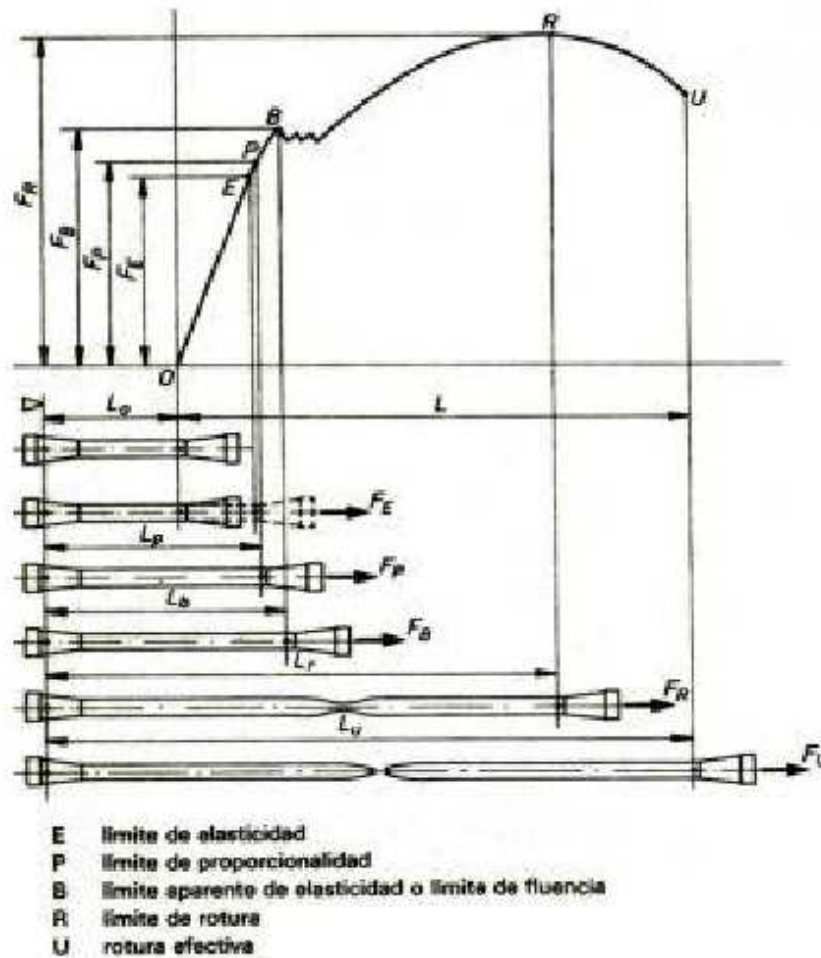 R
B
U
P
E
F_R
F_B
F_P
F_E
O
L_o
L
F_E
L_p
F_P
L_b
F_B
L_r
F_R
L_u
F_U
E límite de elasticidad
P límite de proporcionalidad
B límite aparente de elasticidad o límite de fluencia
R límite de rotura
U rotura efectiva